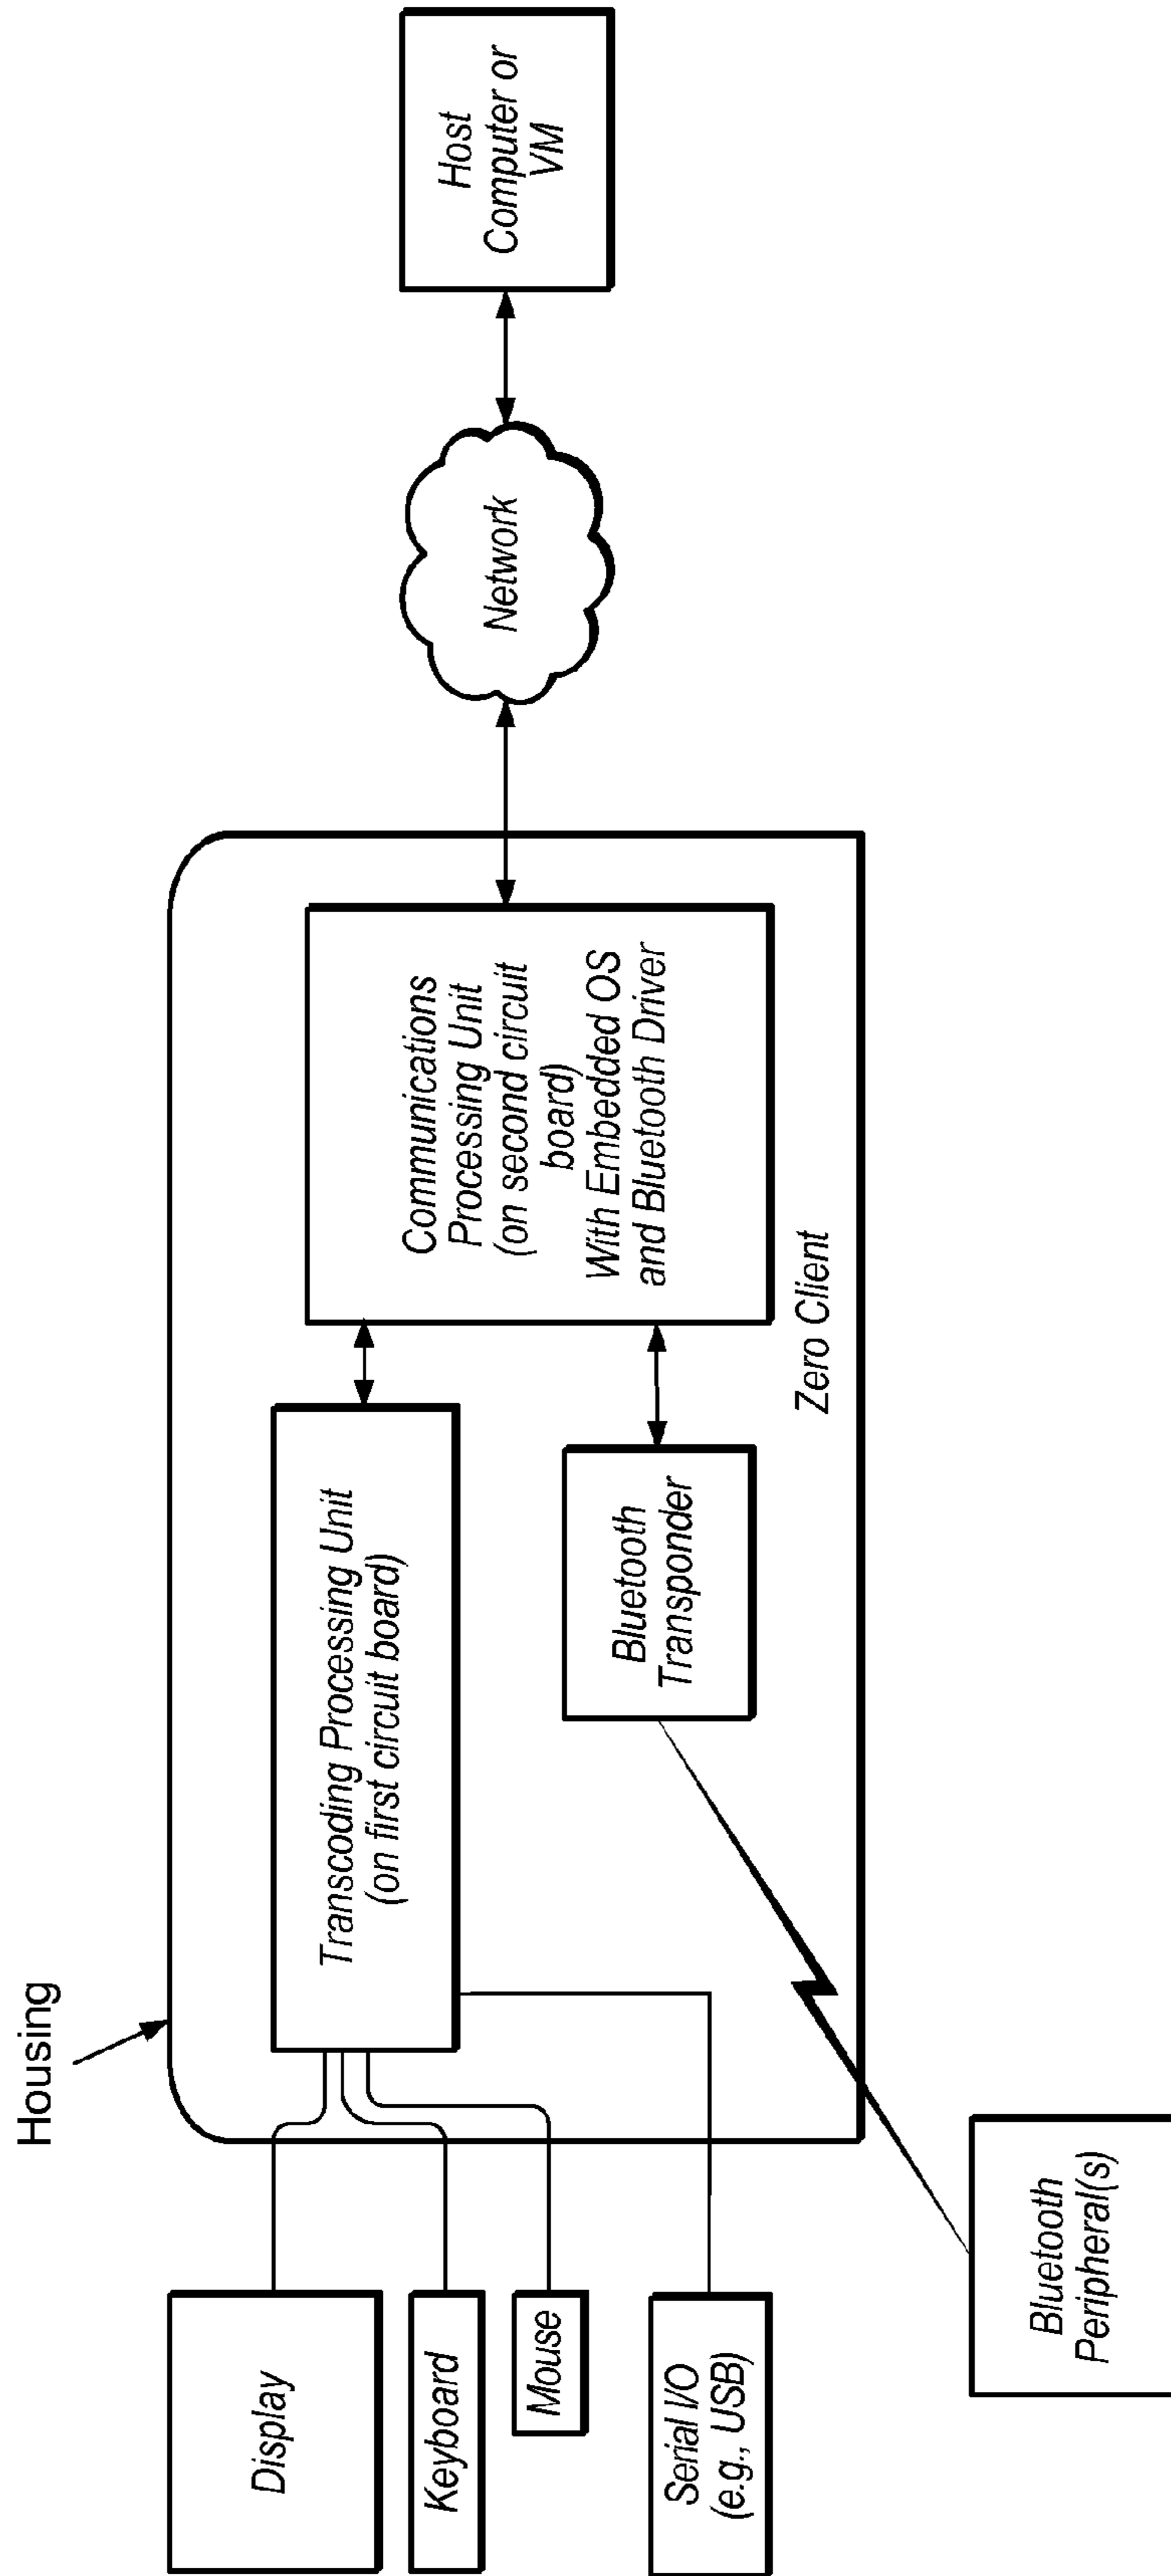 Housing
Display
Keyboard
Mouse
Serial I/O
(e.g., USB)
Transcoding Processing Unit
(on first circuit board)
Bluetooth
Transponder
Communications
Processing Unit
(on second circuit
board)
With Embedded OS
and Bluetooth Driver
Zero Client
Network
Host
Computer or
VM
Bluetooth
Peripheral(s)